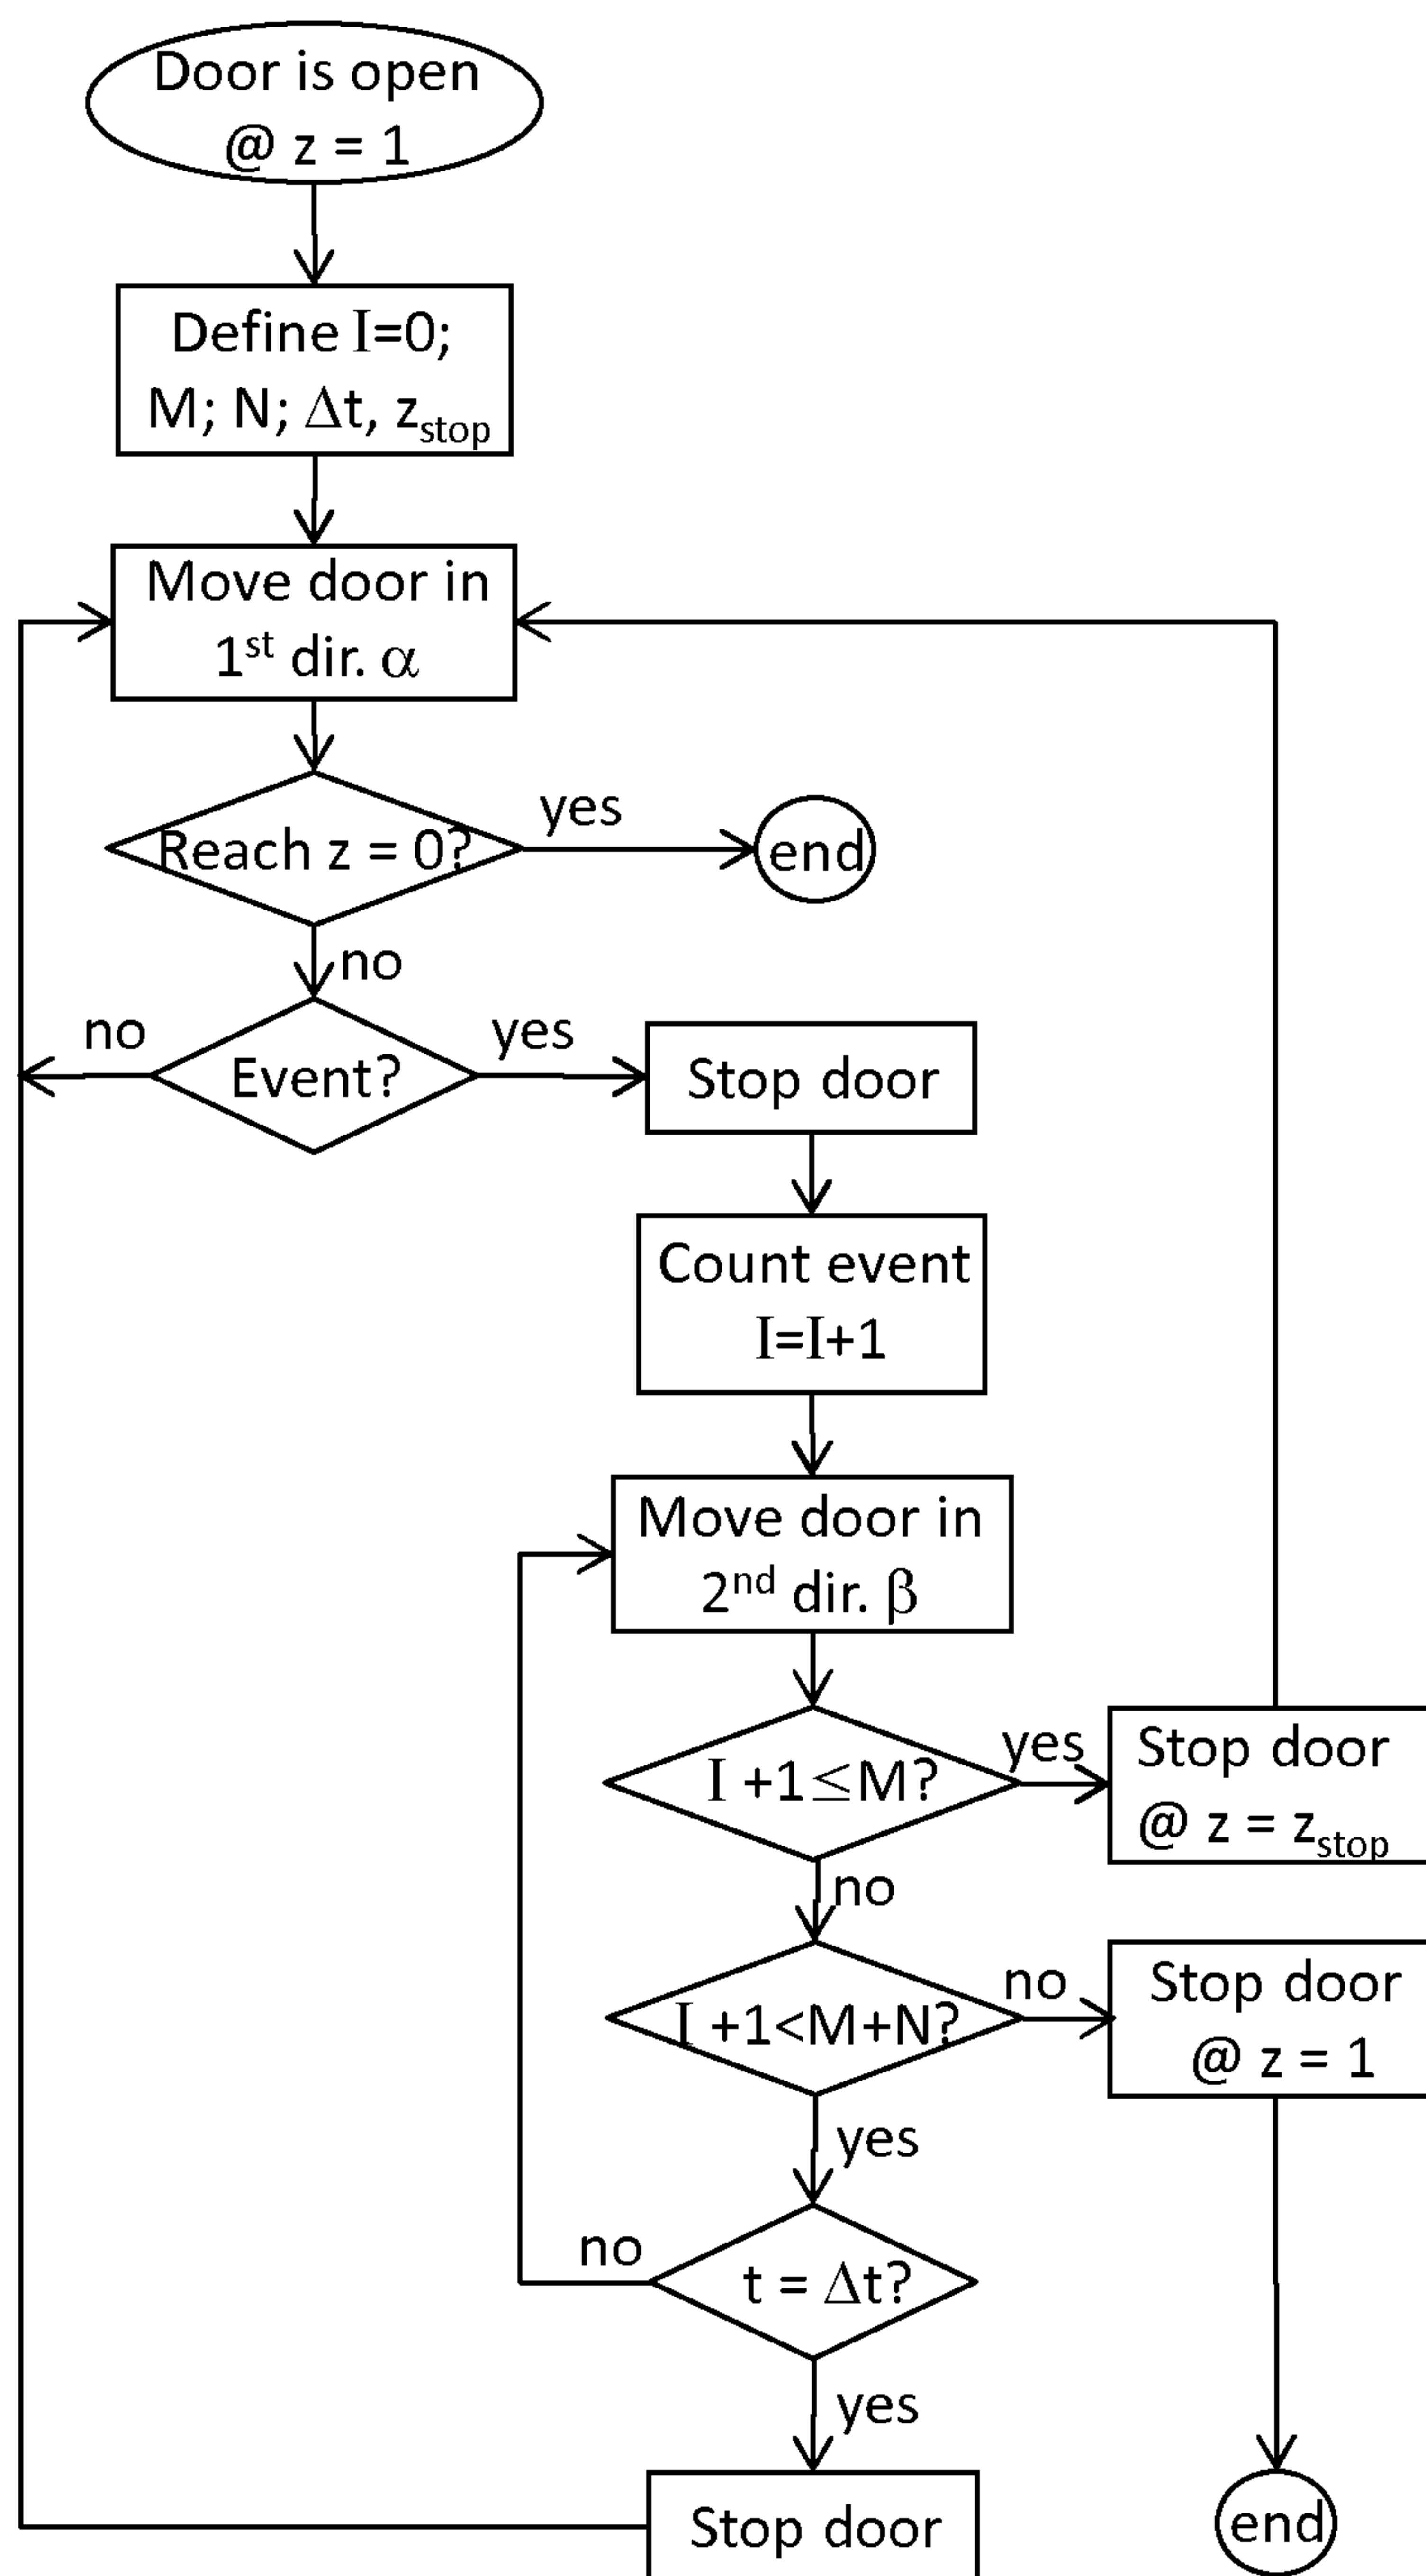 Door is open
@ z = 1
Define I=0;
M; N; Δt, zstop
Move door in
1st dir. α
Reach z = 0?
yes
end
no
no
Event?
yes
Stop door
Count event
I=I+1
Move door in
2nd dir. β
I +1≤M?
yes
Stop door
@ z = zstop
no
I +1<M+N?
no
Stop door
@ z = 1
yes
no
t = Δt?
yes
Stop door
end